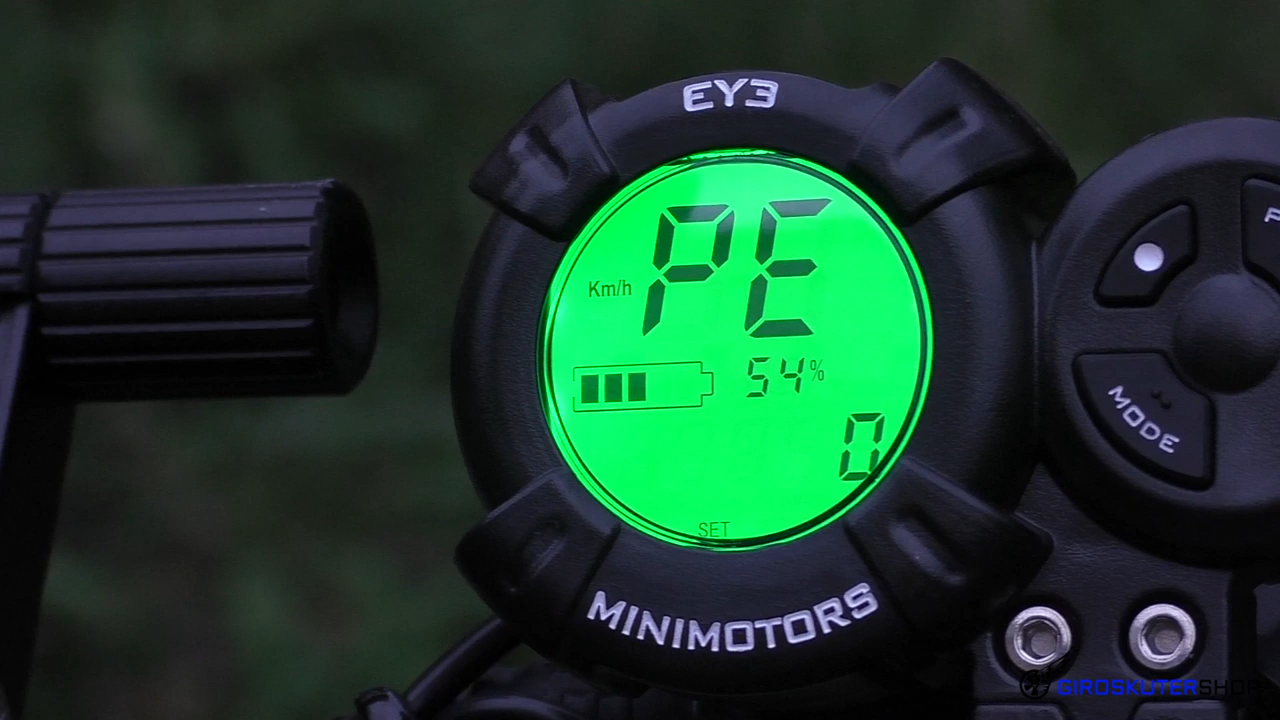 EY3
PE
Km/h
54%
0
SET
MODE
MINIMOTORS
GIROSKUTERSHOP